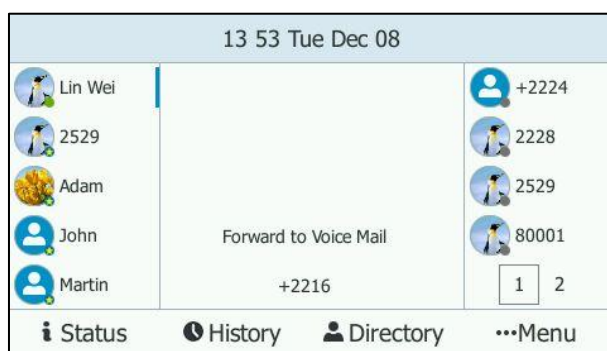 13 53 Tue Dec 08
Lin Wei
+2224
2529
2228
Adam
2529
John
Forward to Voice Mail
80001
Martin
+2216
1 2
Status History Directory Menu